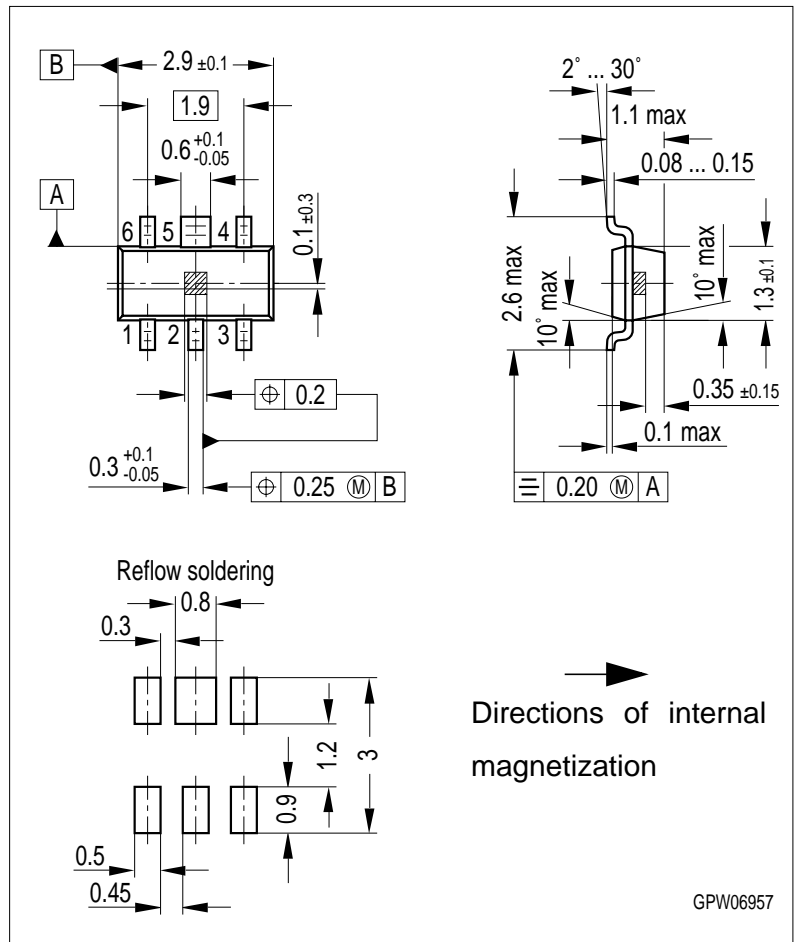 B
2.9 ±0.1
1.9
0.6 +0.1 -0.05
A
6 5 4
0.1 ±0.3
1 2 3
⌖ 0.2
0.3 +0.1 -0.05
⌖ 0.25 Ⓜ B
2° ... 30°
1.1 max
0.08 ... 0.15
2.6 max
10° max
10° max
1.3 ±0.1
0.35 ±0.15
0.1 max
⌯ 0.20 Ⓜ A
Reflow soldering
0.8
0.3
1.2
3
0.9
0.5
0.45
Directions of internal
magnetization
GPW06957